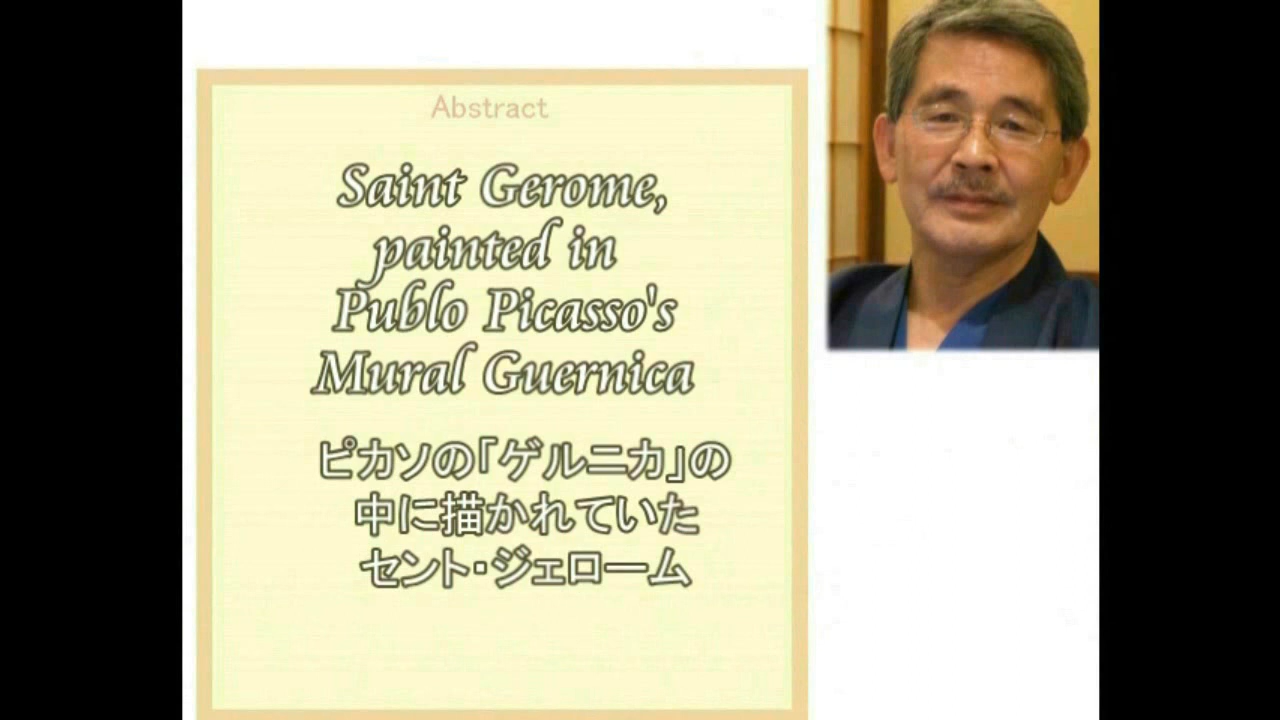 Abstract
Saint Gerome,
painted in
Publo Picasso's
Mural Guernica
ピカソの「ゲルニカ」の
中に描かれていた
セント・ジェローム